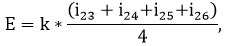 E = k * (i₂₃ + i₂₄+i₂₅+i₂₆)/4,